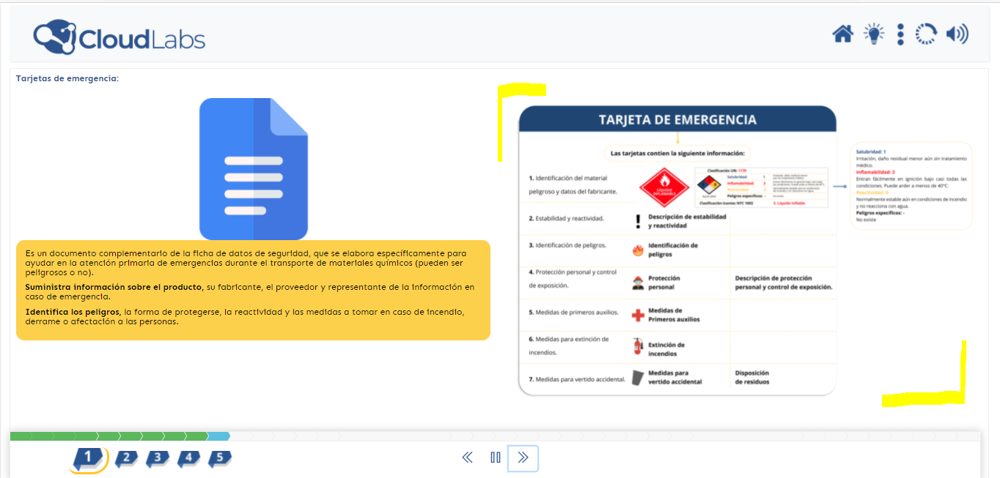 CloudLabs
Tarjetas de emergencia:
Es un documento complementario de la ficha de datos de seguridad, que se elabora específicamente para
ayudar en la atención primaria de emergencias durante el transporte de materiales químicos (pueden ser
peligrosos o no).
Suministra información sobre el producto, su fabricante, el proveedor y representante de la información en
caso de emergencia.
Identifica los peligros, la forma de protegerse, la reactividad y las medidas a tomar en caso de incendio,
derrame o afectación a las personas.
TARJETA DE EMERGENCIA
Las tarjetas contien la siguiente información:
1. Identificación del material
peligroso y datos del fabricante.
LÍQUIDO
INFLAMABLE
Clasificación UN: 1170
Salubridad: 1
Inflamabilidad: 3
Reactividad: 0
Peligros específicos: -
No existe
Clasificación Icontec NTC 1692
3. Líquido Inflable
2. Estabilidad y reactividad.
Descripción de estabilidad
y reactividad
3. Identificación de peligros.
Identificación de
peligros
4. Protección personal y control
de exposición.
Protección
personal
Descripción de protección
personal y control de exposición.
5. Medidas de primeros auxilios.
Medidas de
Primeros auxilios
6. Medidas para extinción de
incendios.
Extinción de
incendios
7. Medidas para vertido accidental.
Medidas para
vertido accidental
Disposición
de residuos
Salubridad: 1
Irritación, daño residual menor aún sin tratamiento
médico.
Inflamabilidad: 3
Entran fácilmente en ignición bajo casi todas las
condiciones. Puede arder a menos de 40°C.
Reactividad: 0
Normalmente estable aún en condiciones de incendio
y no reacciona con agua.
Peligros específicos: -
No existe
1 2 3 4 5